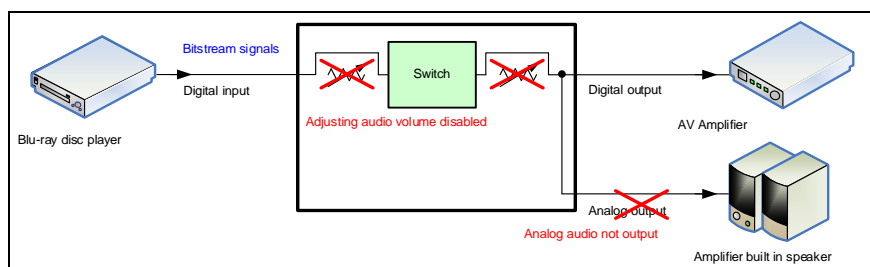 Bitstream signals
Digital input
Blu-ray disc player
Switch
Adjusting audio volume disabled
Digital output
AV Amplifier
Analog output
Analog audio not output
Amplifier built in speaker